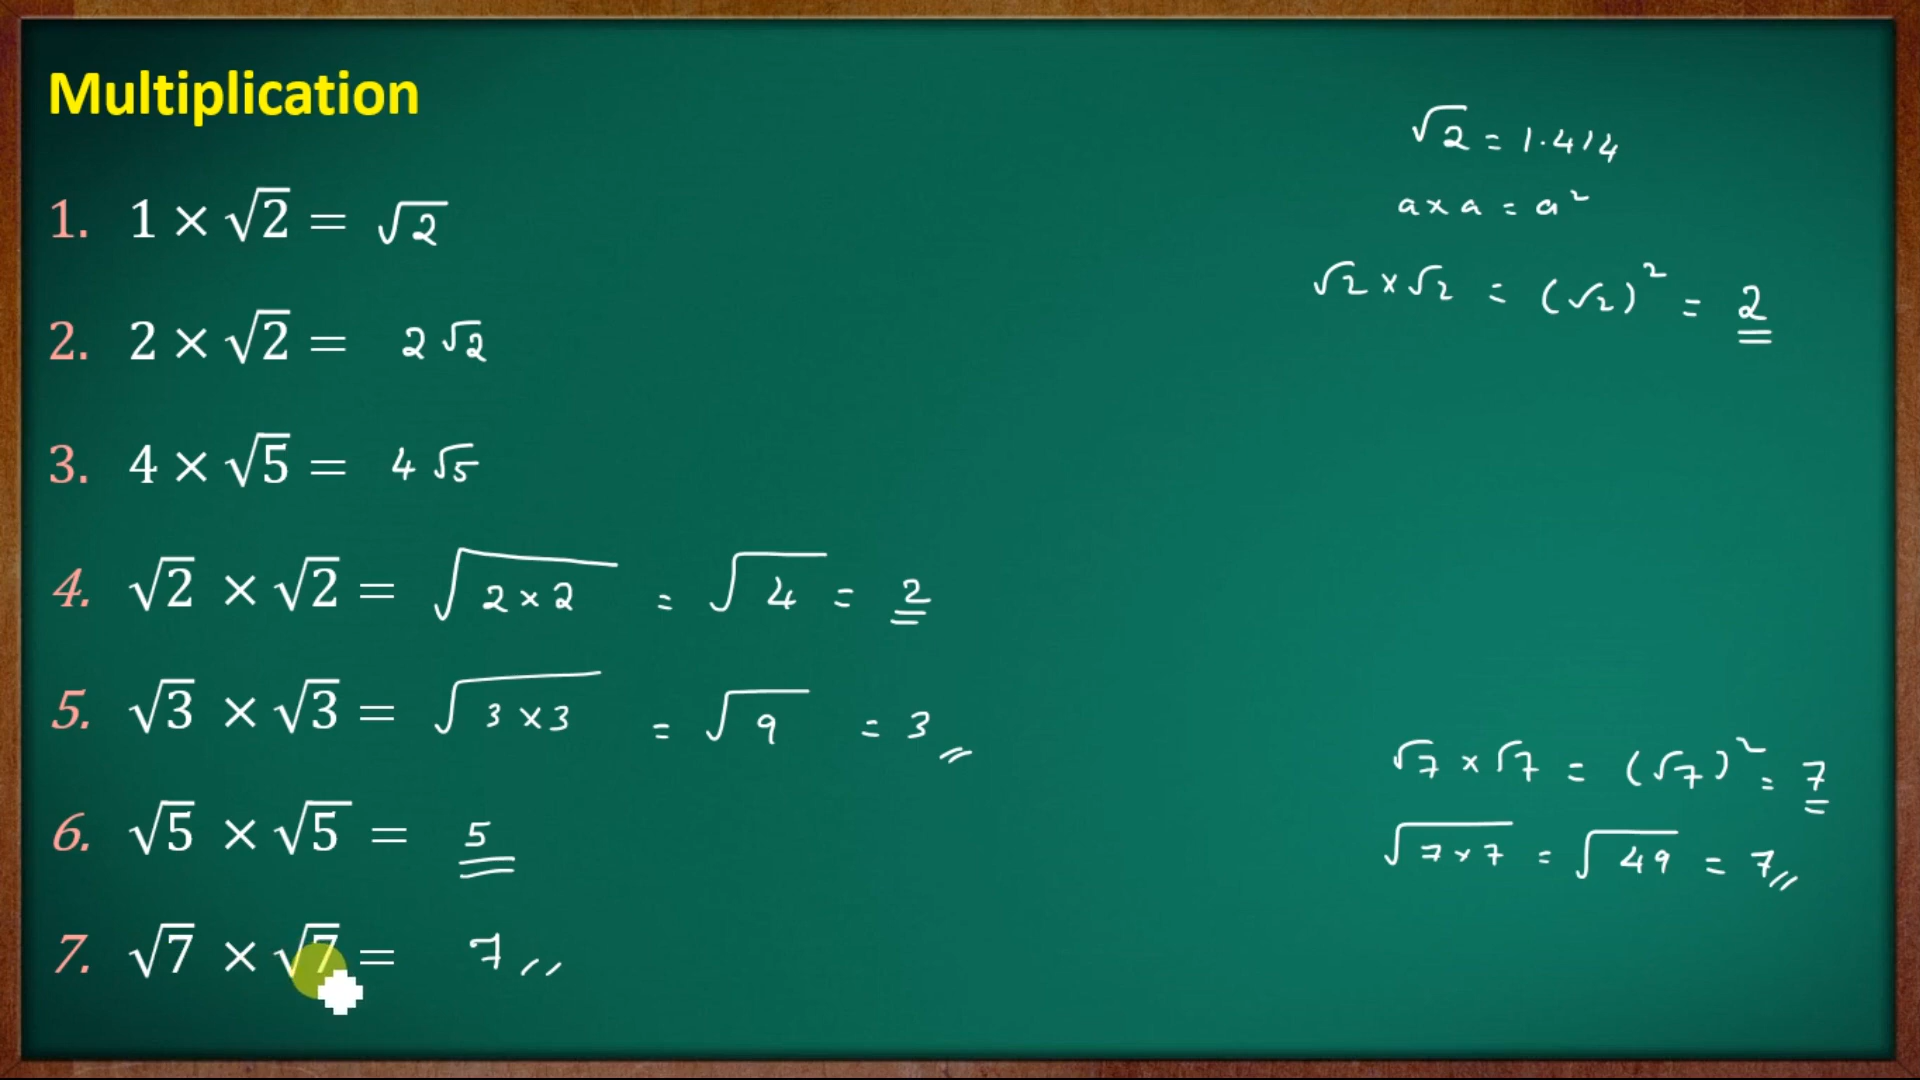 Multiplication
1. 1 × √2 = √2
2. 2 × √2 = 2√2
3. 4 × √5 = 4√5
4. √2 × √2 = √(2×2) = √4 = 2
5. √3 × √3 = √(3×3) = √9 = 3
6. √5 × √5 = 5
7. √7 × √7 = 7
√2 = 1.414
a×a = a²
√2 × √2 = (√2)² = 2
√7 × √7 = (√7)² = 7
√(7×7) = √49 = 7